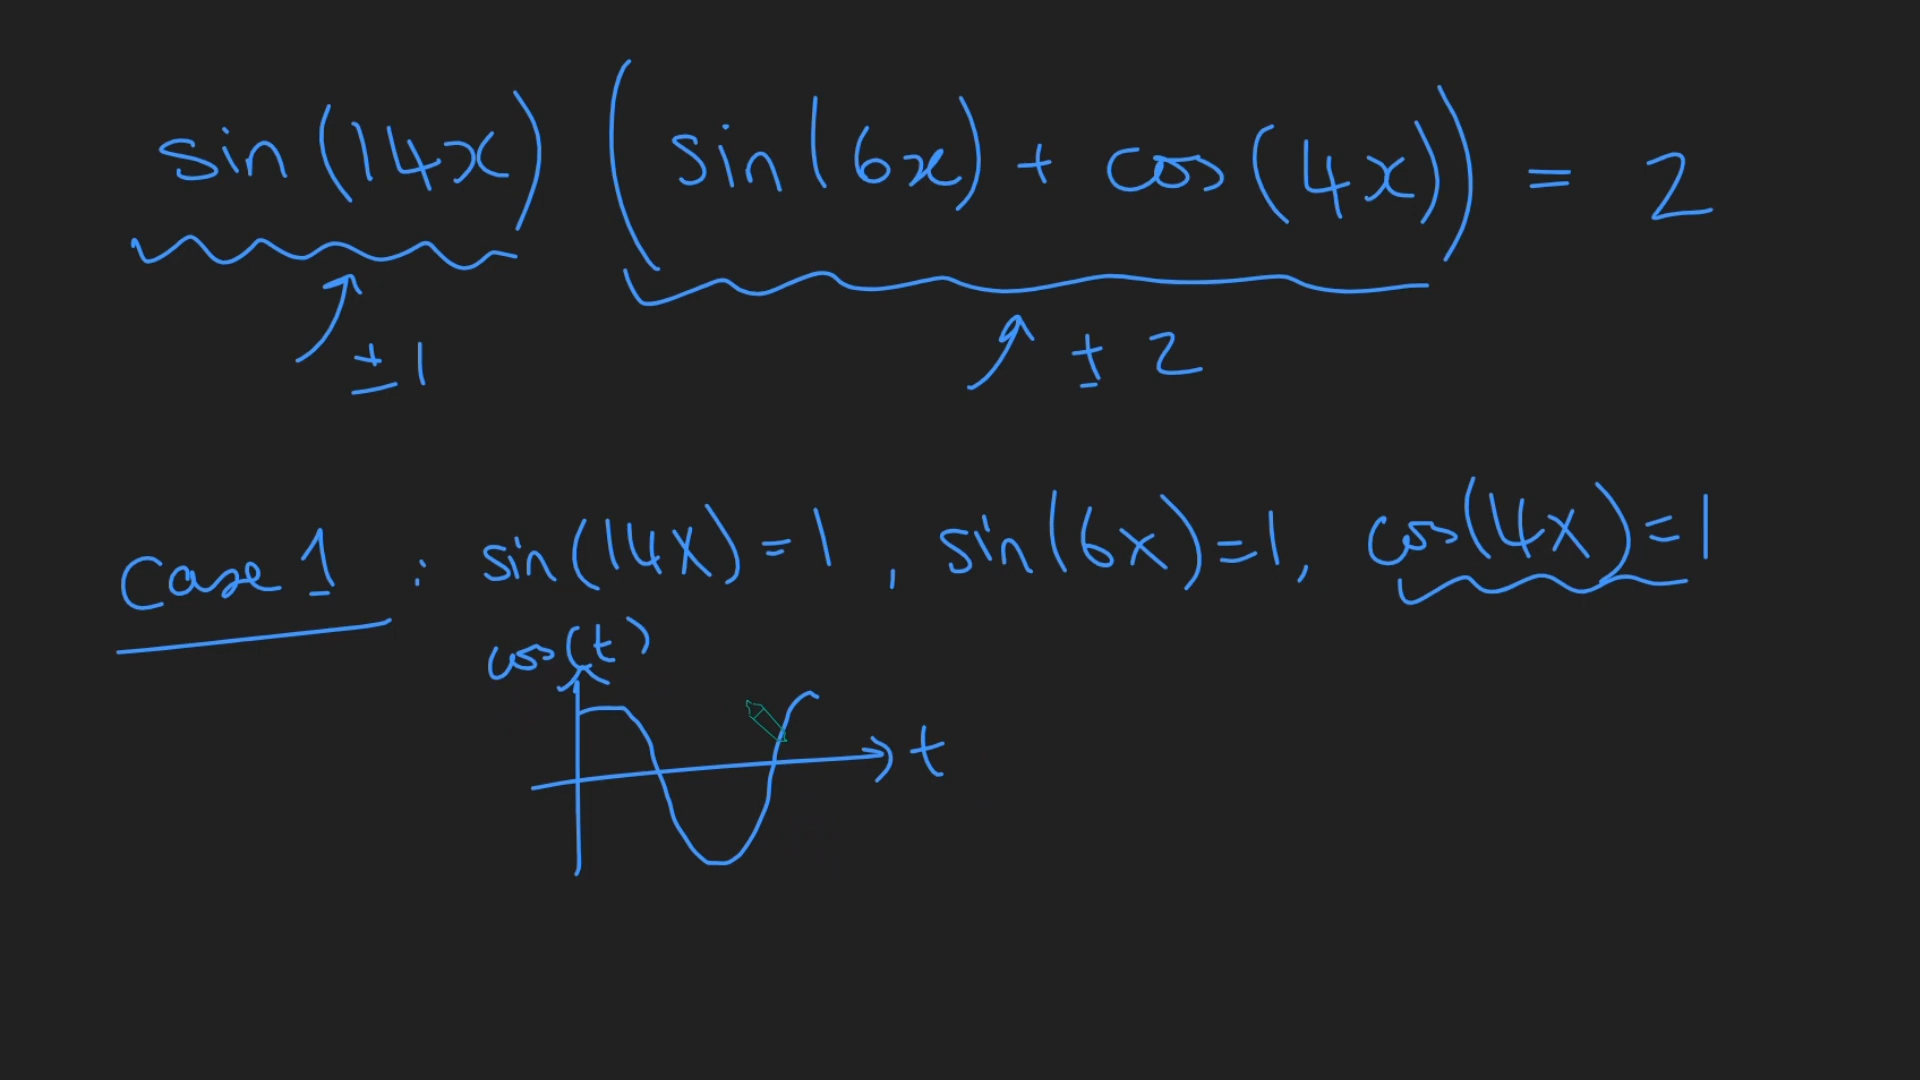 sin(14x) (sin(6x) + cos(4x)) = 2
± 1 ± 2
Case 1 : sin(14x) = 1 , sin(6x) = 1, cos(4x) = 1
cos(t)
t